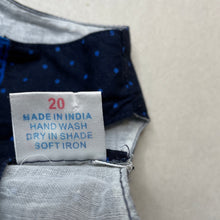 20
MADE IN INDIA
HAND WASH
DRY IN SHADE
SOFT IRON